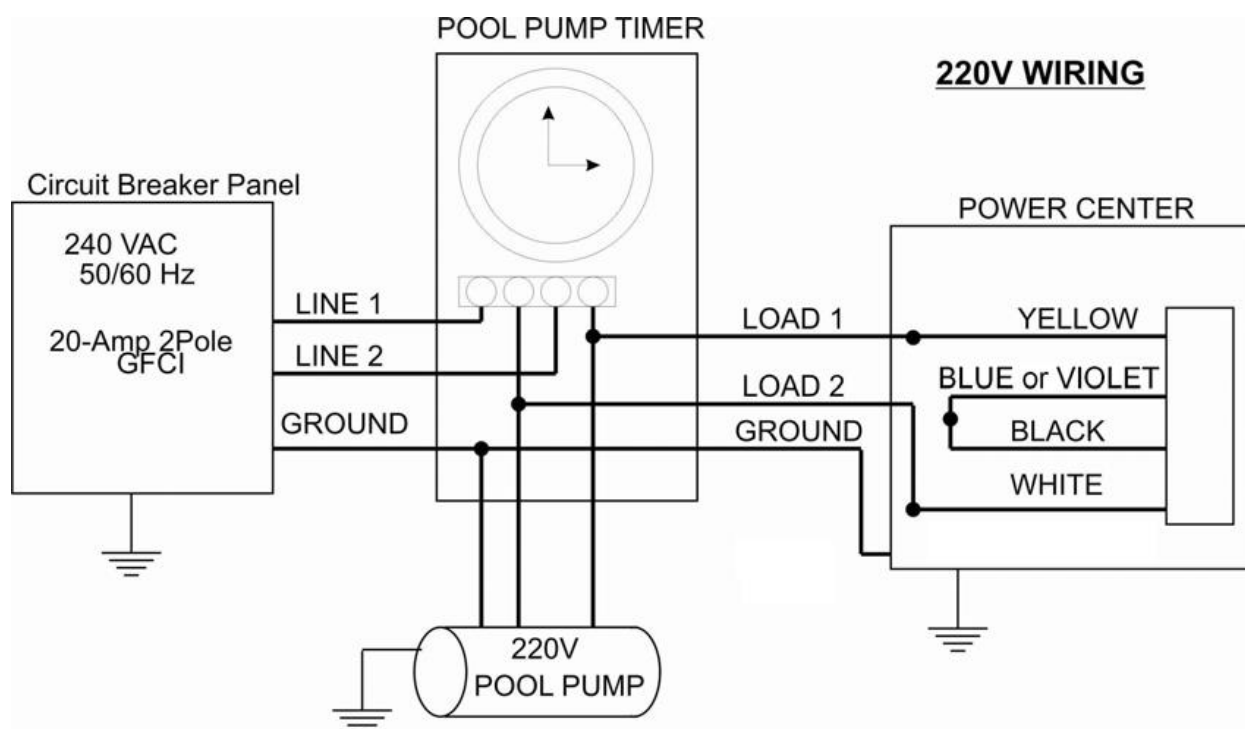 POOL PUMP TIMER
220V WIRING
Circuit Breaker Panel
240 VAC
50/60 Hz
20-Amp 2Pole
GFCI
LINE 1
LINE 2
GROUND
LOAD 1
LOAD 2
GROUND
POWER CENTER
YELLOW
BLUE or VIOLET
BLACK
WHITE
220V
POOL PUMP